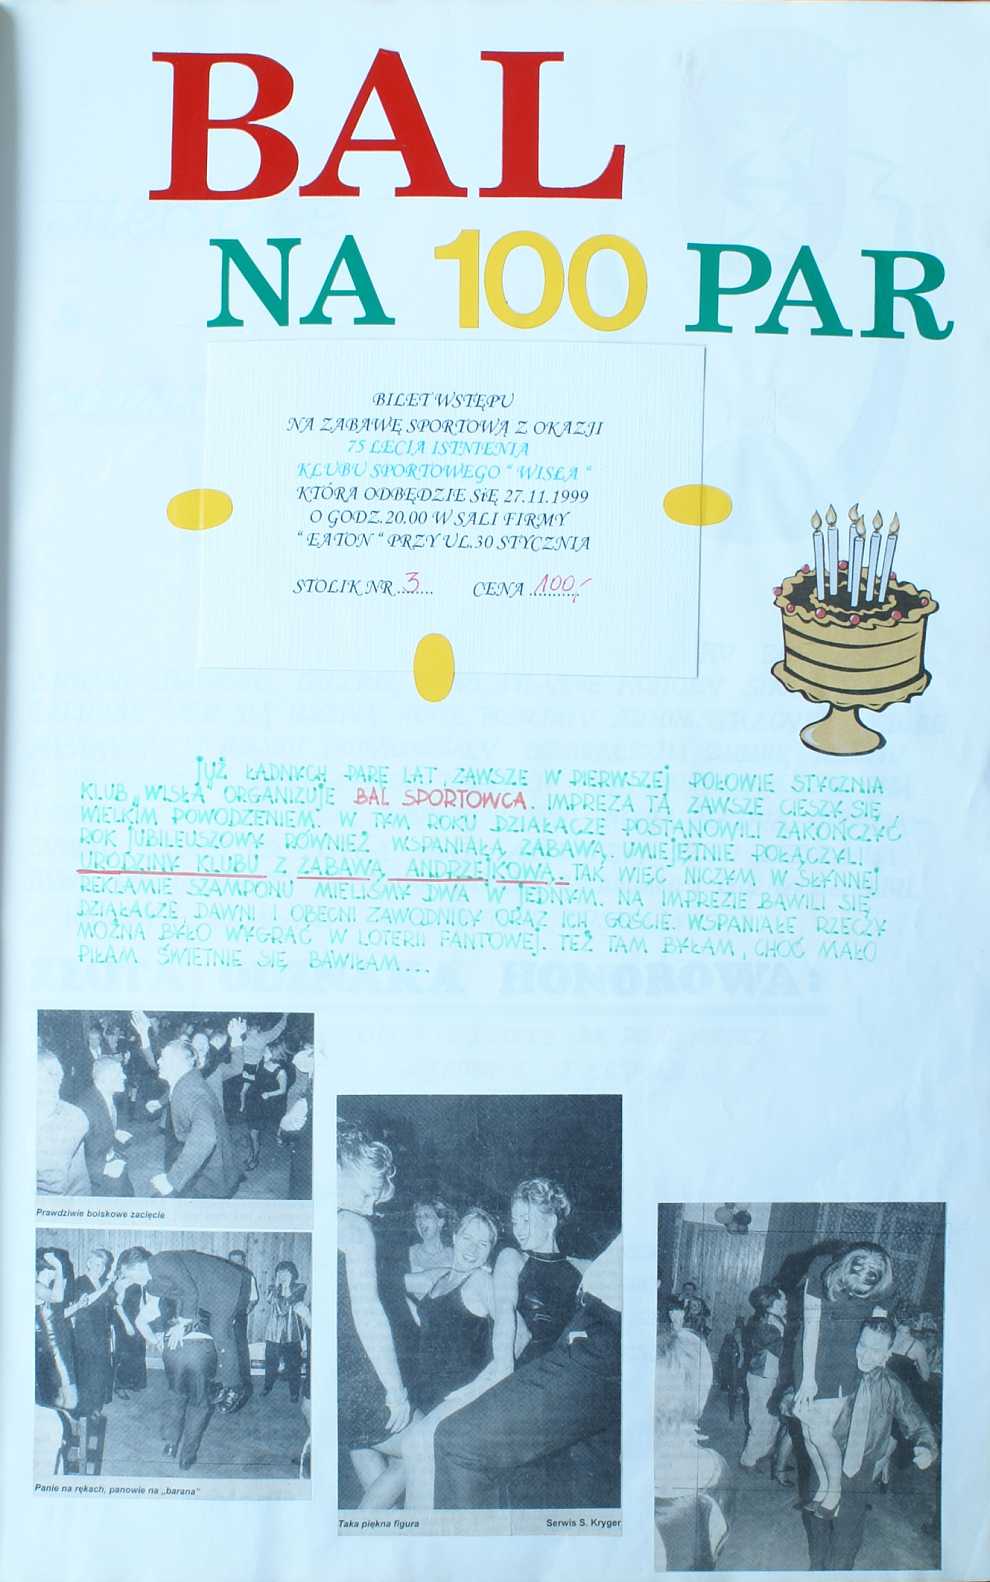 BAL
NA 100 PAR
BILET WSTĘPU
NA ZABAWĘ SPORTOWĄ Z OKAZJI
75 LECIA ISTNIENIA
KLUBU SPORTOWEGO “ WISŁA “
KTÓRA ODBĘDZIE SiĘ 27.11.1999
O GODZ.20.00 W SALI FIRMY
“ EATON “ PRZY UL.30 STYCZNIA
STOLIK NR...3.... CENA ..100,-..
JUŻ ŁADNYCH PARĘ LAT, ZAWSZE W PIERWSZEJ POŁOWIE STYCZNIA
KLUB „WISŁA" ORGANIZUJE BAL SPORTOWCA. IMPREZA TA ZAWSZE CIESZY SIĘ
WIELKIM POWODZENIEM. W TYM ROKU DZIAŁACZE POSTANOWILI ZAKOŃCZYĆ
ROK JUBILEUSZOWY RÓWNIEŻ WSPANIAŁĄ ZABAWĄ. UMIEJĘTNIE POŁĄCZYLI
URODZINY KLUBU Z ZABAWĄ ANDRZEJKOWĄ. TAK WIĘC NICZYM W SŁYNNEJ
REKLAMIE SZAMPONU MIELIŚMY DWA W JEDNYM. NA IMPREZIE BAWILI SIĘ
DZIAŁACZE, DAWNI I OBECNI ZAWODNICY ORAZ ICH GOŚCIE. WSPANIAŁE RZECZY
MOŻNA BYŁO WYGRAĆ W LOTERII FANTOWEJ. TEŻ TAM BYŁAM, CHOĆ MAŁO
PIŁAM ŚWIETNIE SIĘ BAWIŁAM...
Prawdziwie boiskowe zacięcie
Panie na rękach, panowie na „barana"
Taka piękna figura Serwis S. Kryger